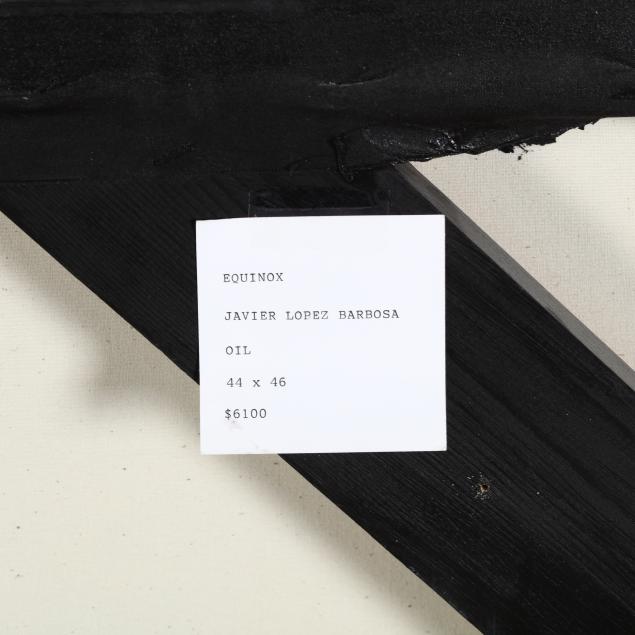 EQUINOX
JAVIER LOPEZ BARBOSA
OIL
44 x 46
$6100